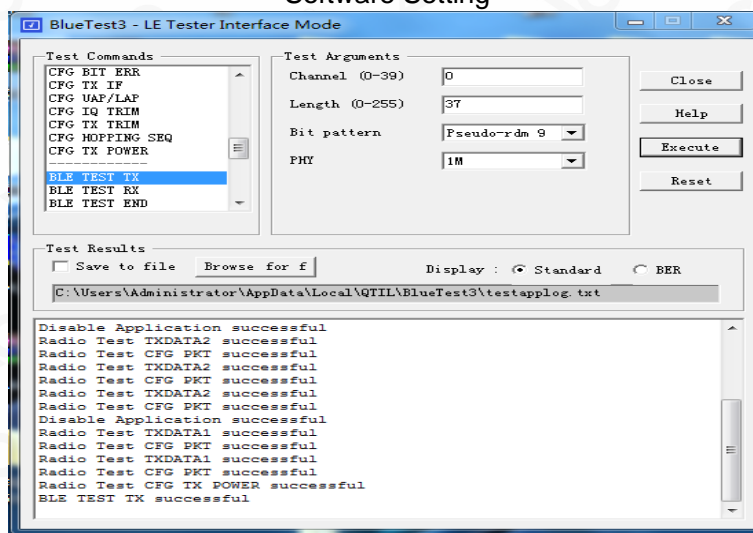 Software Setting
BlueTest3 - LE Tester Interface Mode
Test Commands
CFG BIT ERR
CFG TX IF
CFG UAP/LAP
CFG IQ TRIM
CFG TX TRIM
CFG HOPPING SEQ
CFG TX POWER
------------
BLE TEST TX
BLE TEST RX
BLE TEST END
Test Arguments
Channel (0-39) 0
Length (0-255) 37
Bit pattern Pseudo-rdm 9
PHY 1M
Close
Help
Execute
Reset
Test Results
Save to file Browse for f Display : Standard BER
C:\Users\Administrator\AppData\Local\QTIL\BlueTest3\testapplog.txt
Disable Application successful
Radio Test TXDATA2 successful
Radio Test CFG PKT successful
Radio Test TXDATA2 successful
Radio Test CFG PKT successful
Radio Test TXDATA2 successful
Radio Test CFG PKT successful
Disable Application successful
Radio Test TXDATA1 successful
Radio Test CFG PKT successful
Radio Test TXDATA1 successful
Radio Test CFG PKT successful
Radio Test CFG TX POWER successful
BLE TEST TX successful